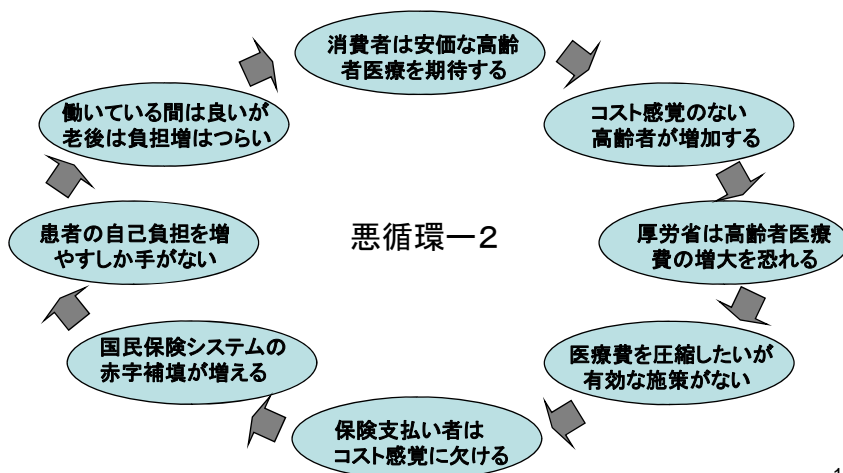 消費者は安価な高齢
者医療を期待する
コスト感覚のない
高齢者が増加する
厚労省は高齢者医療
費の増大を恐れる
医療費を圧縮したいが
有効な施策がない
保険支払い者は
コスト感覚に欠ける
国民保険システムの
赤字補填が増える
患者の自己負担を増
やすしか手がない
働いている間は良いが
老後は負担増はつらい
悪循環―2
1